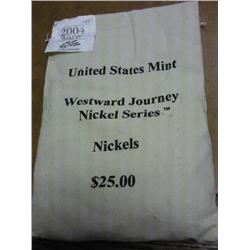 2004
United States Mint
Westward Journey
Nickel Series™
Nickels
$25.00